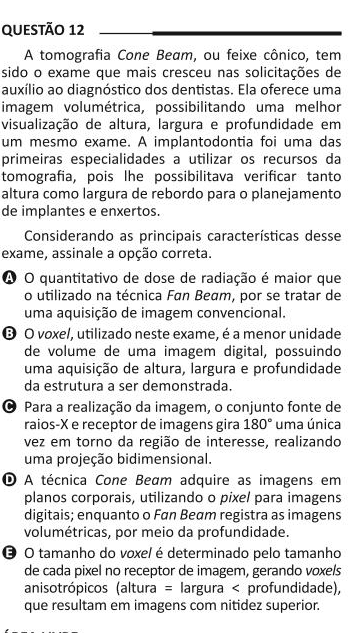 QUESTÃO 12
A tomografia Cone Beam, ou feixe cônico, tem
sido o exame que mais cresceu nas solicitações de
auxílio ao diagnóstico dos dentistas. Ela oferece uma
imagem volumétrica, possibilitando uma melhor
visualização de altura, largura e profundidade em
um mesmo exame. A implantodontia foi uma das
primeiras especialidades a utilizar os recursos da
tomografia, pois lhe possibilitava verificar tanto
altura como largura de rebordo para o planejamento
de implantes e enxertos.
Considerando as principais características desse
exame, assinale a opção correta.
A O quantitativo de dose de radiação é maior que
o utilizado na técnica Fan Beam, por se tratar de
uma aquisição de imagem convencional.
B O voxel, utilizado neste exame, é a menor unidade
de volume de uma imagem digital, possuindo
uma aquisição de altura, largura e profundidade
da estrutura a ser demonstrada.
C Para a realização da imagem, o conjunto fonte de
raios-X e receptor de imagens gira 180° uma única
vez em torno da região de interesse, realizando
uma projeção bidimensional.
D A técnica Cone Beam adquire as imagens em
planos corporais, utilizando o pixel para imagens
digitais; enquanto o Fan Beam registra as imagens
volumétricas, por meio da profundidade.
E O tamanho do voxel é determinado pelo tamanho
de cada pixel no receptor de imagem, gerando voxels
anisotrópicos (altura = largura < profundidade),
que resultam em imagens com nitidez superior.